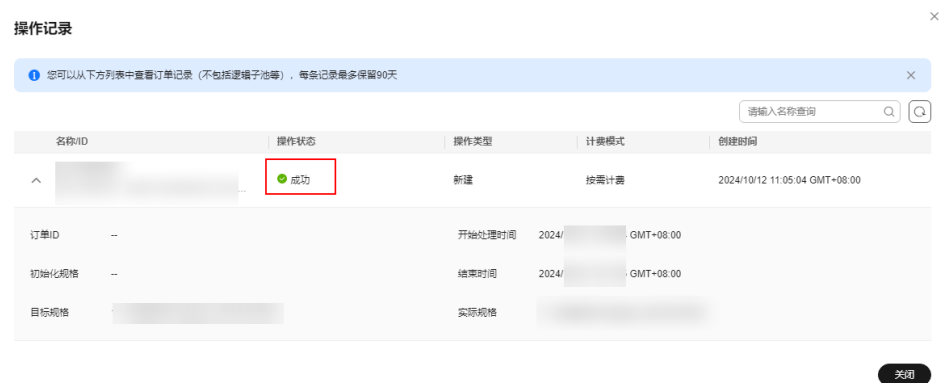 操作记录
您可以从下方列表中查看订单记录（不包括逻辑子池等），每条记录最多保留90天
请输入名称查询
名称/ID 操作状态 操作类型 计费模式 创建时间
... 成功 新建 按需计费 2024/10/12 11:05:04 GMT+08:00
订单ID -- 开始处理时间 2024/ GMT+08:00
初始化规格 -- 结束时间 2024/ GMT+08:00
目标规格 实际规格
关闭